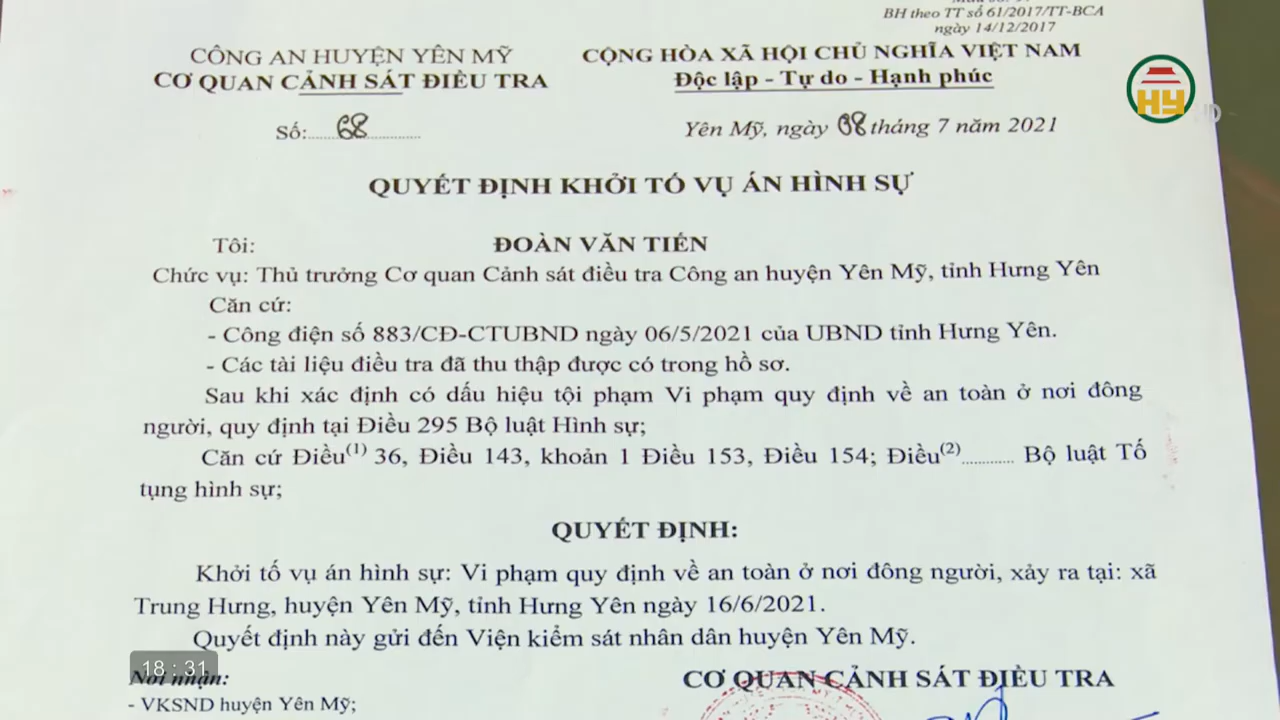 BH theo TT số 61/2017/TT-BCA
ngày 14/12/2017
CÔNG AN HUYỆN YÊN MỸ
CƠ QUAN CẢNH SÁT ĐIỀU TRA
CỘNG HÒA XÃ HỘI CHỦ NGHĨA VIỆT NAM
Độc lập - Tự do - Hạnh phúc
HY
HD
Số:......68............
Yên Mỹ, ngày 08 tháng 7 năm 2021
QUYẾT ĐỊNH KHỞI TỐ VỤ ÁN HÌNH SỰ
Tôi: ĐOÀN VĂN TIẾN
Chức vụ: Thủ trưởng Cơ quan Cảnh sát điều tra Công an huyện Yên Mỹ, tỉnh Hưng Yên
Căn cứ:
- Công điện số 883/CĐ-CTUBND ngày 06/5/2021 của UBND tỉnh Hưng Yên.
- Các tài liệu điều tra đã thu thập được có trong hồ sơ.
Sau khi xác định có dấu hiệu tội phạm Vi phạm quy định về an toàn ở nơi đông
người, quy định tại Điều 295 Bộ luật Hình sự;
Căn cứ Điều(1) 36, Điều 143, khoản 1 Điều 153, Điều 154; Điều(2)............ Bộ luật Tố
tụng hình sự;
QUYẾT ĐỊNH:
Khởi tố vụ án hình sự: Vi phạm quy định về an toàn ở nơi đông người, xảy ra tại: xã
Trung Hưng, huyện Yên Mỹ, tỉnh Hưng Yên ngày 16/6/2021.
Quyết định này gửi đến Viện kiểm sát nhân dân huyện Yên Mỹ.
18 : 31
Nơi nhận:
- VKSND huyện Yên Mỹ;
CƠ QUAN CẢNH SÁT ĐIỀU TRA